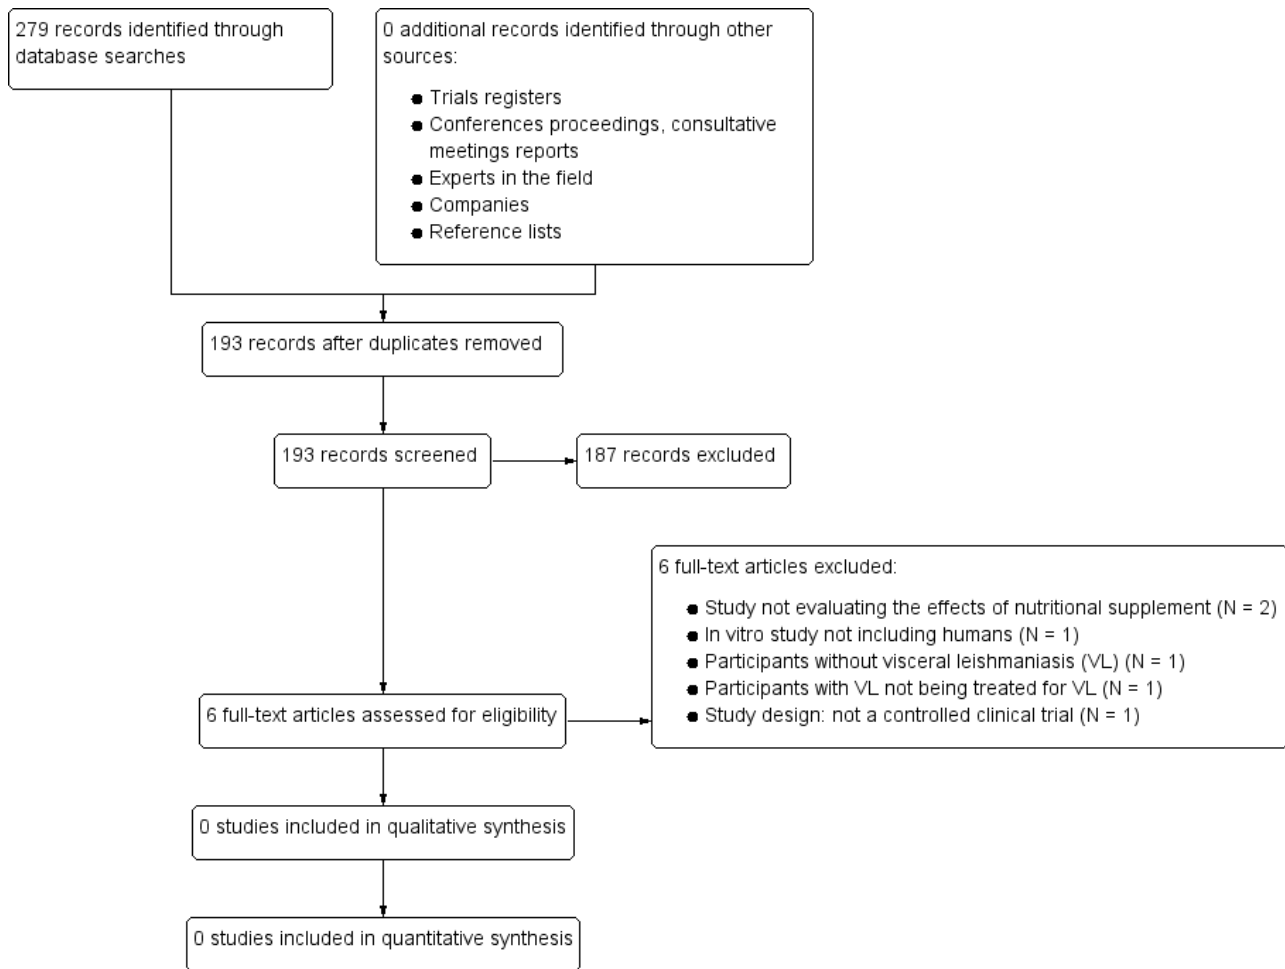 279 records identified through
database searches
0 additional records identified through other
sources:
● Trials registers
● Conferences proceedings, consultative
meetings reports
● Experts in the field
● Companies
● Reference lists
193 records after duplicates removed
193 records screened
187 records excluded
6 full-text articles excluded:
● Study not evaluating the effects of nutritional supplement (N = 2)
● In vitro study not including humans (N = 1)
● Participants without visceral leishmaniasis (VL) (N = 1)
● Participants with VL not being treated for VL (N = 1)
● Study design: not a controlled clinical trial (N = 1)
6 full-text articles assessed for eligibility
0 studies included in qualitative synthesis
0 studies included in quantitative synthesis